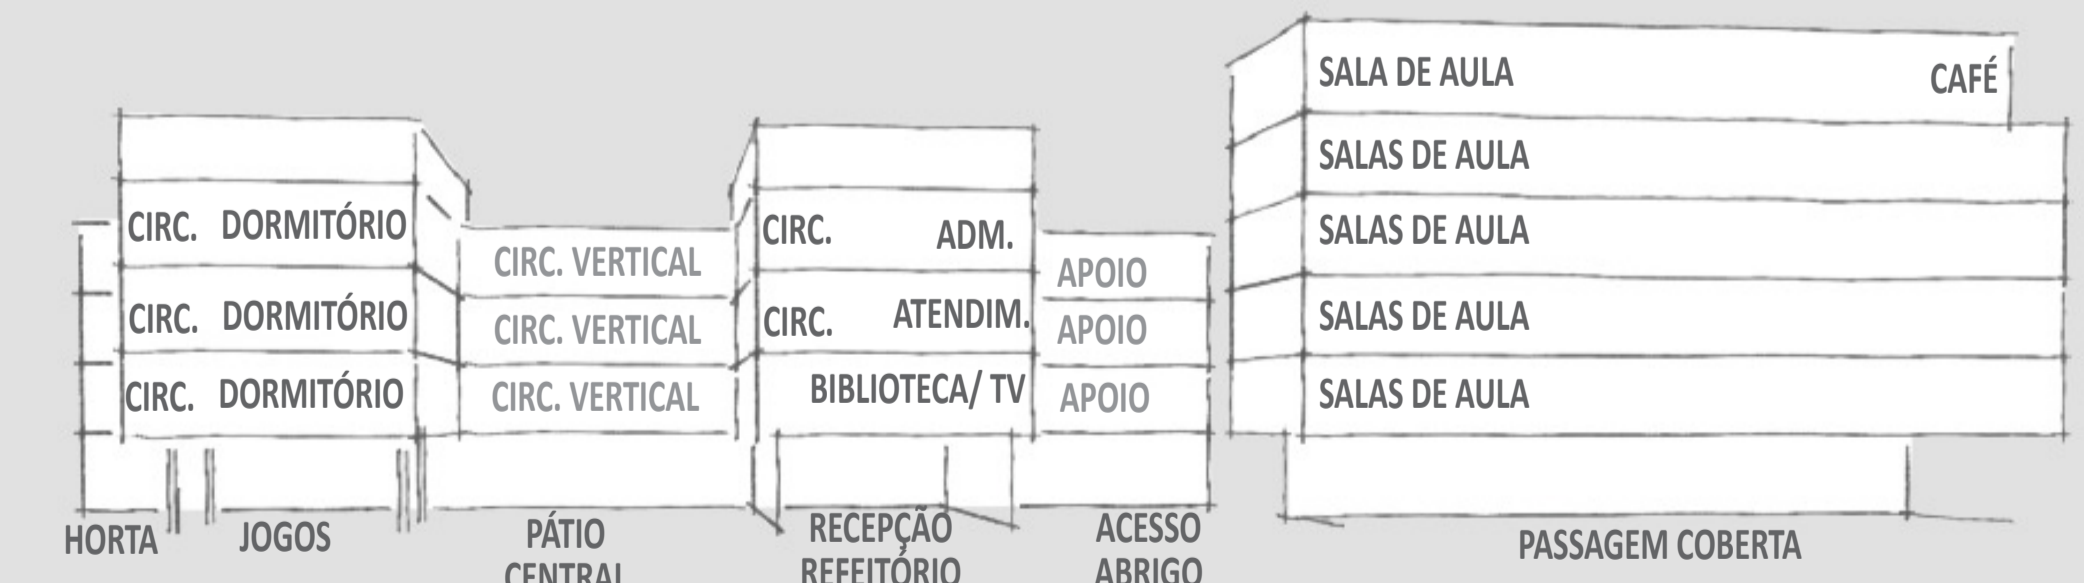 SALA DE AULA CAFÉ
SALAS DE AULA
CIRC. DORMITÓRIO CIRC. ADM. SALAS DE AULA
CIRC. VERTICAL APOIO
CIRC. DORMITÓRIO CIRC. VERTICAL CIRC. ATENDIM. APOIO SALAS DE AULA
CIRC. DORMITÓRIO CIRC. VERTICAL BIBLIOTECA/ TV APOIO SALAS DE AULA
HORTA JOGOS PÁTIO RECEPÇÃO ACESSO PASSAGEM COBERTA
CENTRAL REFEITÓRIO ABRIGO